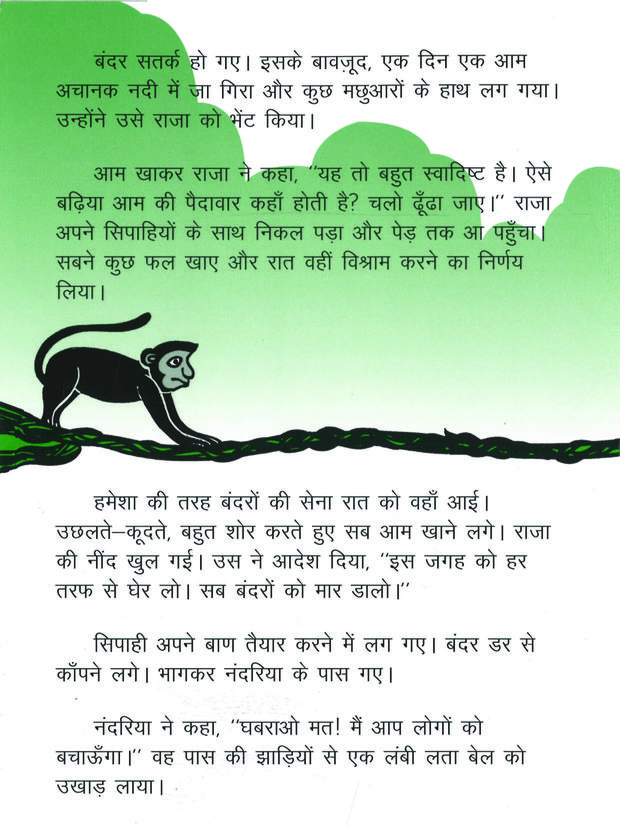 बंदर सतर्क हो गए। इसके बावज़ूद, एक दिन एक आम
अचानक नदी में जा गिरा और कुछ मछुआरों के हाथ लग गया।
उन्होंने उसे राजा को भेंट किया।
आम खाकर राजा ने कहा, "यह तो बहुत स्वादिष्ट है। ऐसे
बढ़िया आम की पैदावार कहाँ होती है? चलो ढूँढा जाए।" राजा
अपने सिपाहियों के साथ निकल पड़ा और पेड़ तक आ पहुँचा।
सबने कुछ फल खाए और रात वहीं विश्राम करने का निर्णय
लिया।
हमेशा की तरह बंदरों की सेना रात को वहाँ आई।
उछलते–कूदते, बहुत शोर करते हुए सब आम खाने लगे। राजा
की नींद खुल गई। उस ने आदेश दिया, "इस जगह को हर
तरफ से घेर लो। सब बंदरों को मार डालो।"
सिपाही अपने बाण तैयार करने में लग गए। बंदर डर से
काँपने लगे। भागकर नंदरिया के पास गए।
नंदरिया ने कहा, "घबराओ मत! मैं आप लोगों को
बचाऊँगा।" वह पास की झाड़ियों से एक लंबी लता बेल को
उखाड़ लाया।